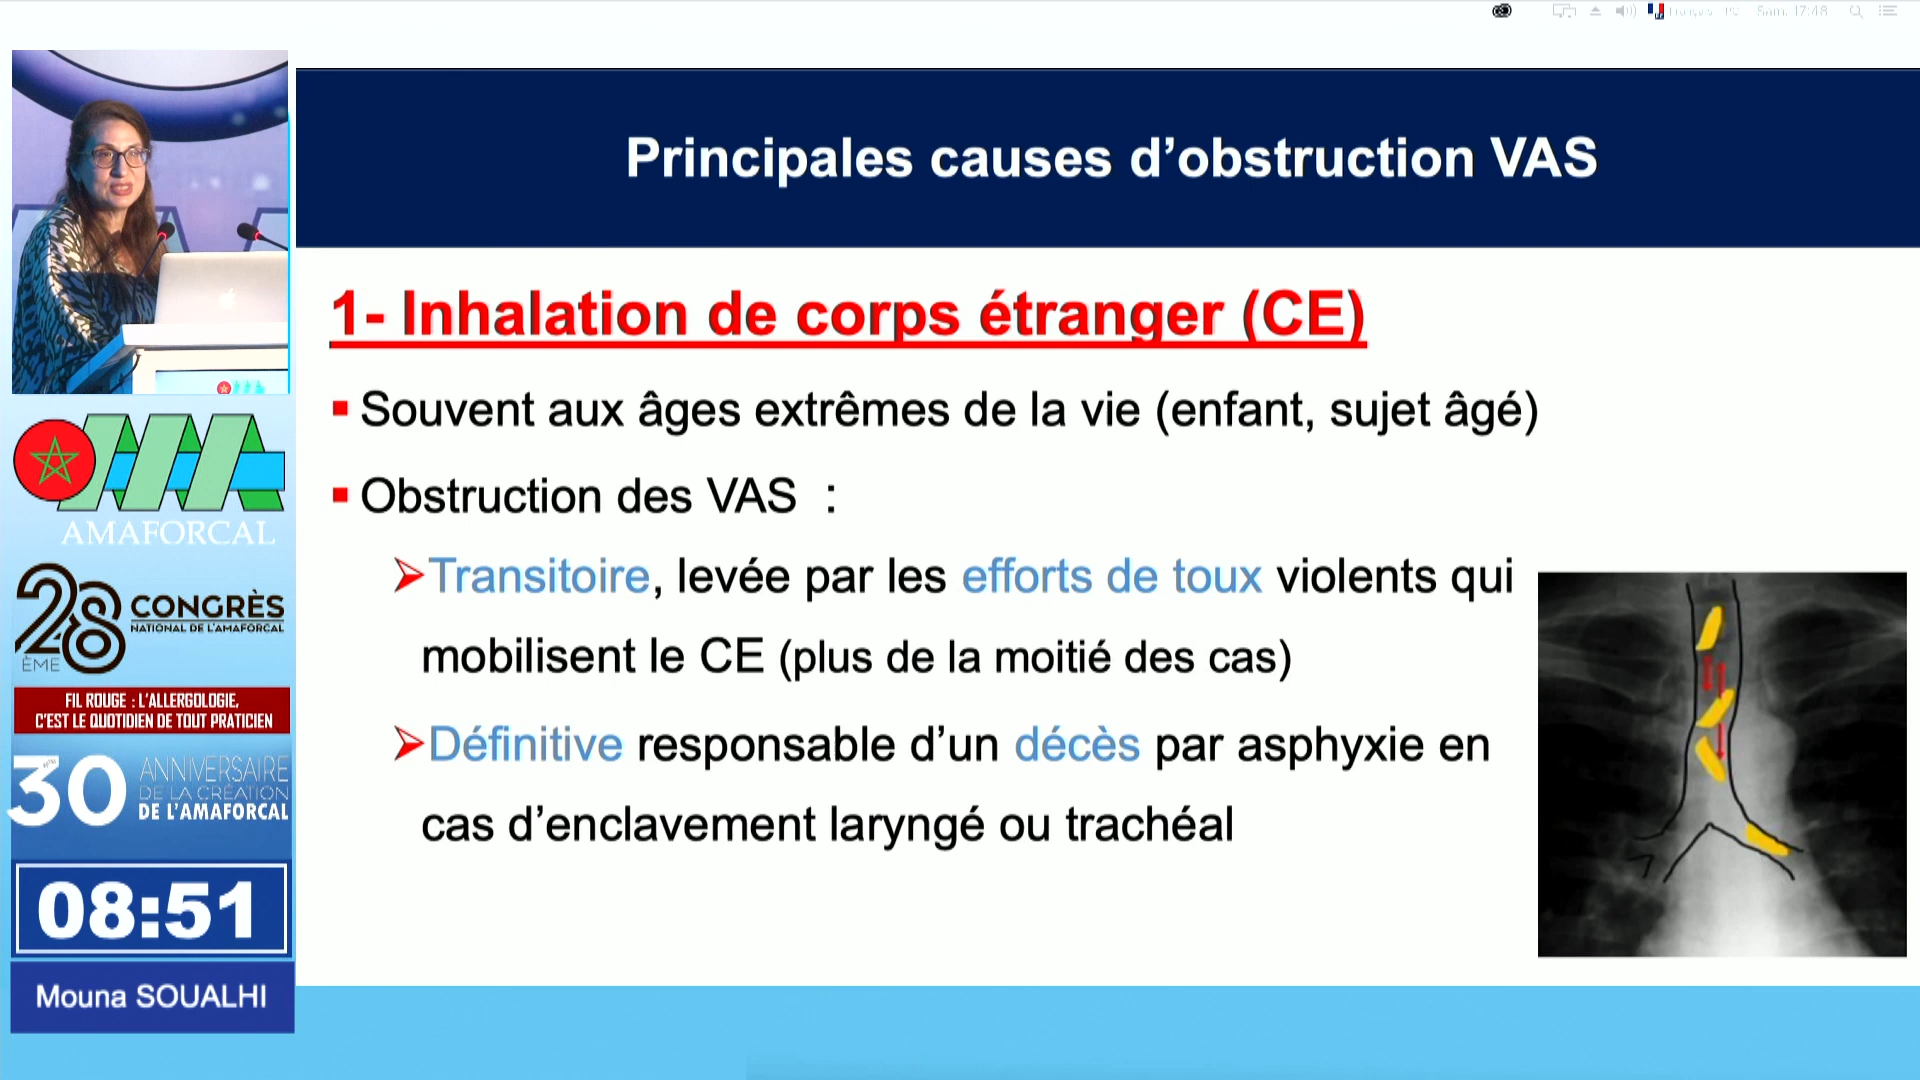 Sam. 17:48
Principales causes d’obstruction VAS
1- Inhalation de corps étranger (CE)
Souvent aux âges extrêmes de la vie (enfant, sujet âgé)
Obstruction des VAS :
Transitoire, levée par les efforts de toux violents qui
mobilisent le CE (plus de la moitié des cas)
Définitive responsable d’un décès par asphyxie en
cas d’enclavement laryngé ou trachéal
AMAFORCAL
28
ÈME
CONGRÈS
NATIONAL DE L'AMAFORCAL
FIL ROUGE : L'ALLERGOLOGIE,
C'EST LE QUOTIDIEN DE TOUT PRATICIEN
30 ANNIVERSAIRE
DE LA CRÉATION
DE L'AMAFORCAL
08:51
Mouna SOUALHI